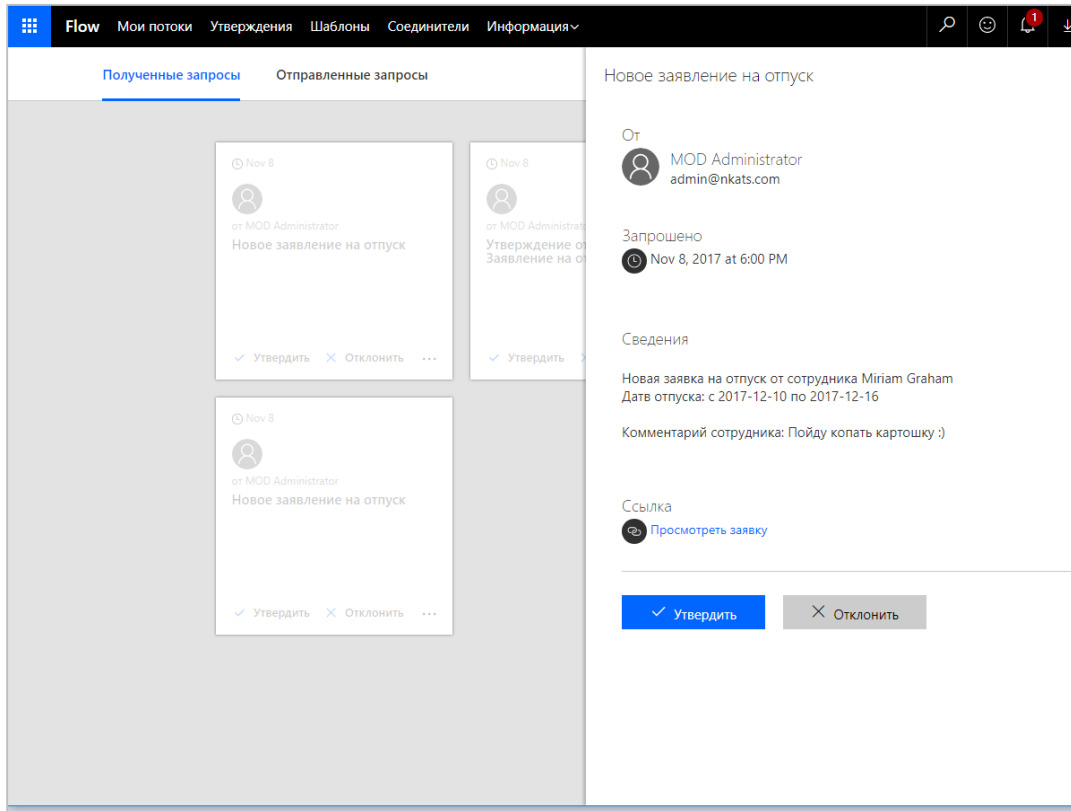 Flow Мои потоки Утверждения Шаблоны Соединители Информация 1
Полученные запросы Отправленные запросы
Nov 8
от MOD Administrator
Новое заявление на отпуск
Утвердить Отклонить ...
Nov 8
от MOD
Утверждение
Заявление на
Утвердить
Nov 8
от MOD Administrator
Новое заявление на отпуск
Утвердить Отклонить ...
Новое заявление на отпуск
От
MOD Administrator
admin@nkats.com
Запрошено
Nov 8, 2017 at 6:00 PM
Сведения
Новая заявка на отпуск от сотрудника Miriam Graham
Датв отпуска: с 2017-12-10 по 2017-12-16
Комментарий сотрудника: Пойду копать картошку :)
Ссылка
Просмотреть заявку
Утвердить Отклонить